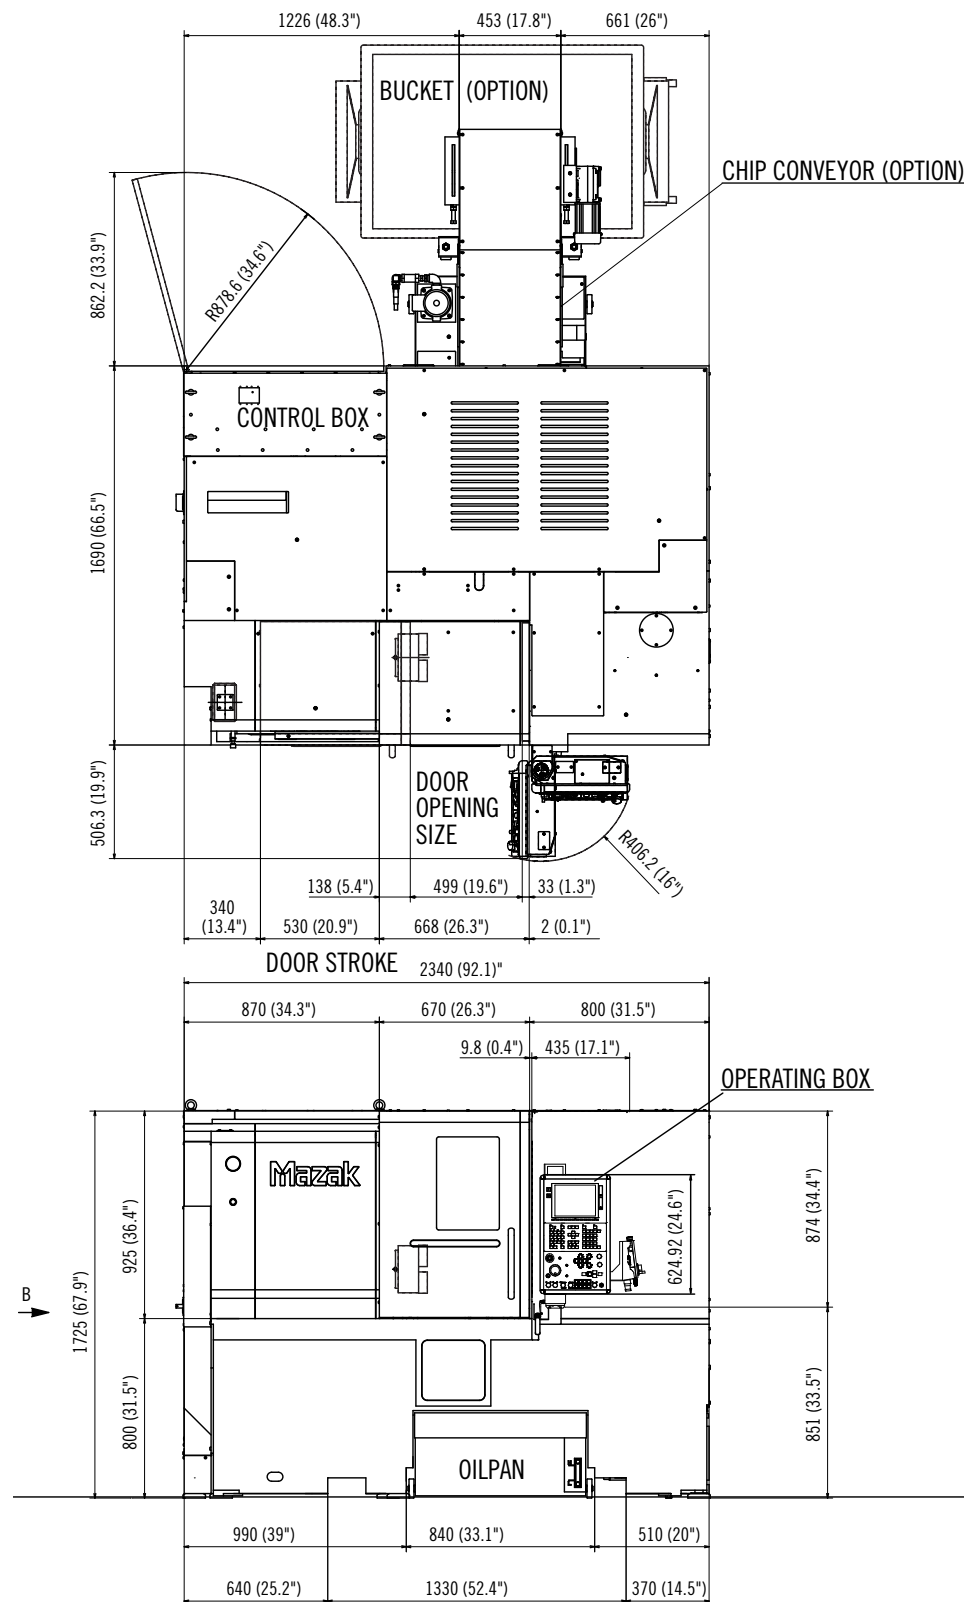 1226 (48.3")
453 (17.8")
661 (26")
BUCKET (OPTION)
CHIP CONVEYOR (OPTION)
862.2 (33.9")
R878.6 (34.6")
CONTROL BOX
1690 (66.5")
506.3 (19.9")
DOOR
OPENING
SIZE
R406.2 (16")
138 (5.4")
499 (19.6")
33 (1.3")
340
(13.4")
530 (20.9")
668 (26.3")
2 (0.1")
DOOR STROKE
2340 (92.1)"
870 (34.3")
670 (26.3")
800 (31.5")
9.8 (0.4")
435 (17.1")
OPERATING BOX
Mazak
925 (36.4")
1725 (67.9")
624.92 (24.6")
874 (34.4")
B
800 (31.5")
851 (33.5")
OILPAN
990 (39")
840 (33.1")
510 (20")
640 (25.2")
1330 (52.4")
370 (14.5")